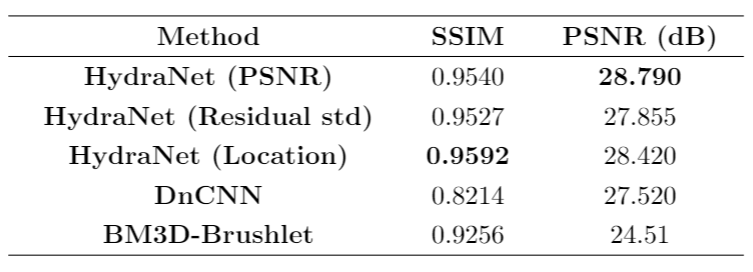 Method SSIM PSNR (dB)
HydraNet (PSNR) 0.9540 28.790
HydraNet (Residual std) 0.9527 27.855
HydraNet (Location) 0.9592 28.420
DnCNN 0.8214 27.520
BM3D-Brushlet 0.9256 24.51